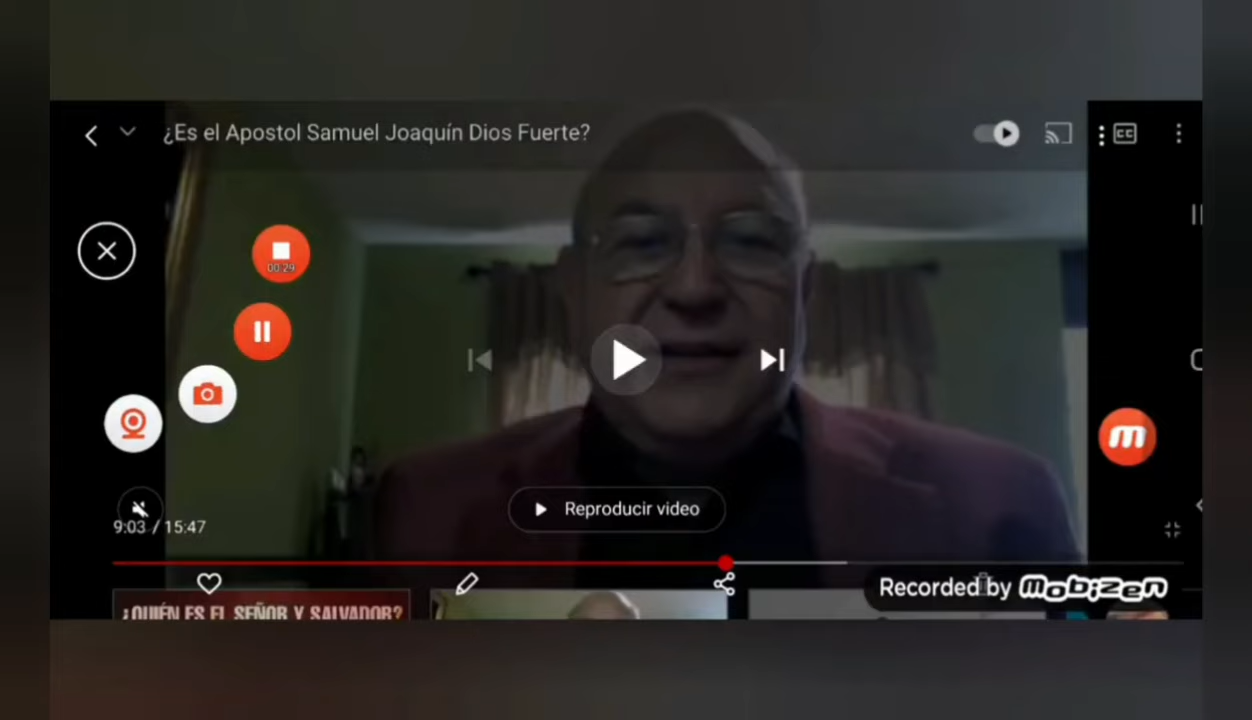 ¿Es el Apostol Samuel Joaquín Dios Fuerte?
CC
00:29
Reproducir video
9:03 / 15:47
Recorded by Mobizen
¿QUIÉN ES EL SEÑOR Y SALVADOR?